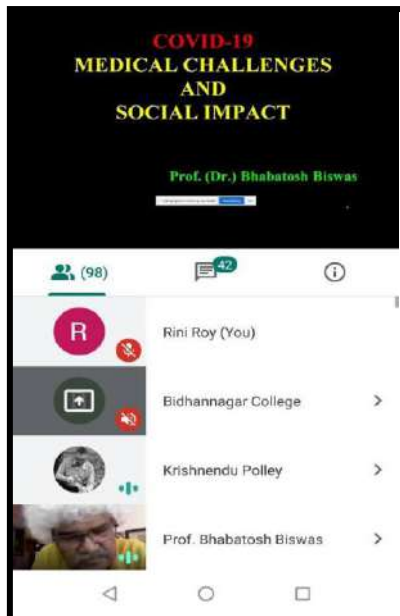 COVID-19
MEDICAL CHALLENGES
AND
SOCIAL IMPACT
Prof. (Dr.) Bhabatosh Biswas
(98)
42
R
Rini Roy (You)
Bidhannagar College
Krishnendu Polley
Prof. Bhabatosh Biswas